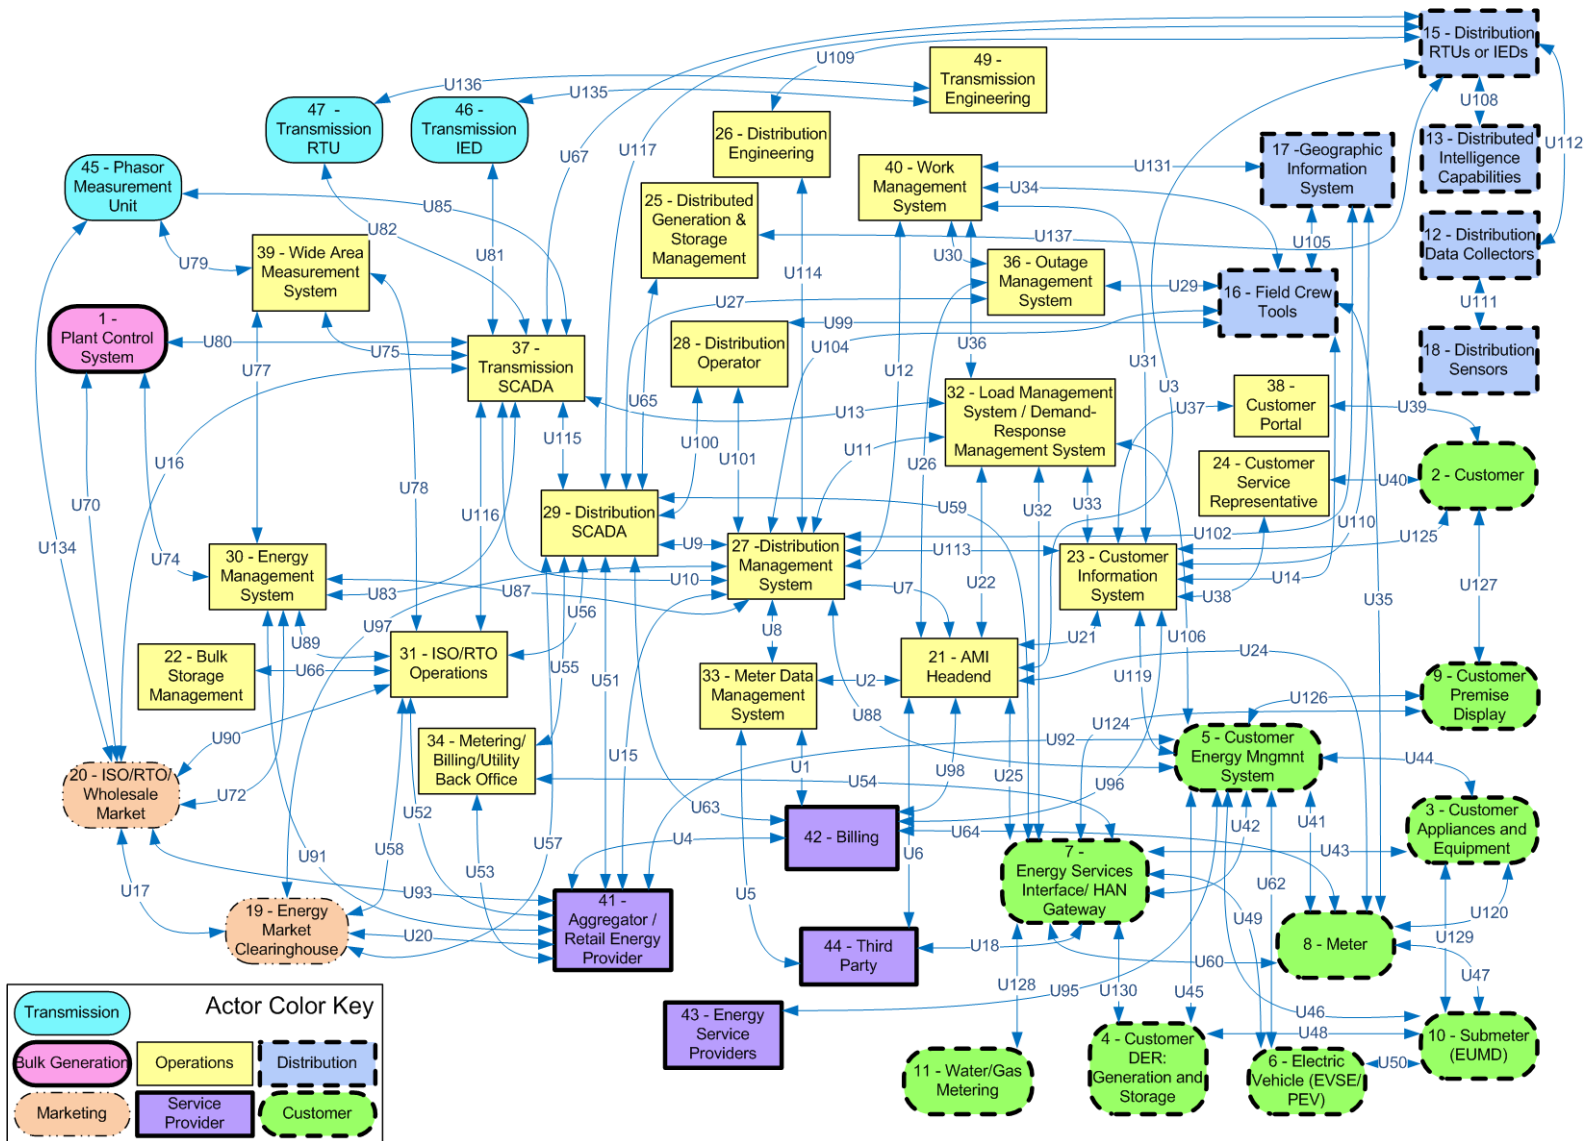 15 - Distribution
RTUs or IEDs
U109
49 -
Transmission
Engineering
U136
U135
U108
47 -
Transmission
RTU
46 -
Transmission
IED
26 - Distribution
Engineering
U67
U117
13 - Distributed
Intelligence
Capabilities
U112
17 -Geographic
Information
System
40 - Work
Management
System
U131
U34
45 - Phasor
Measurement
Unit
U85
U82
25 - Distributed
Generation &
Storage
Management
U137
U105
12 - Distribution
Data Collectors
39 - Wide Area
Measurement
System
U79
U81
U114
U30
36 - Outage
Management
System
U29
16 - Field Crew
Tools
U111
U27
1 -
Plant Control
System
U80
U75
37 -
Transmission
SCADA
28 - Distribution
Operator
U99
U104
U36
U31
U3
18 - Distribution
Sensors
U77
U12
U65
U13
32 - Load Management
System / Demand-
Response
Management System
U37
38 -
Customer
Portal
U39
U115
U100
U101
U11
U26
U16
U78
U70
U116
U33
U32
U22
24 - Customer
Service
Representative
U40
2 - Customer
29 - Distribution
SCADA
U59
U134
U74
U9
27 -Distribution
Management
System
U113
23 - Customer
Information
System
U102
U110
U125
30 - Energy
Management
System
U83
U87
U10
U56
U7
U14
U38
U35
U127
U97
U89
U66
22 - Bulk
Storage
Management
31 - ISO/RTO
Operations
U55
U51
U8
21 - AMI
Headend
U21
U106
U24
U119
33 - Meter Data
Management
System
U2
9 - Customer
Premise
Display
U126
U124
U88
U90
20 - ISO/RTO/
Wholesale
Market
U72
34 - Metering/
Billing/Utility
Back Office
U15
U1
U54
U98
U25
U92
U96
5 - Customer
Energy Mngmnt
System
U44
U52
U63
42 - Billing
U64
U4
U6
U41
U42
3 - Customer
Appliances and
Equipment
U43
U58
U57
U53
U91
U93
U17
U5
7 -
Energy Services
Interface/ HAN
Gateway
U62
U49
U120
19 - Energy
Market
Clearinghouse
U20
41 -
Aggregator /
Retail Energy
Provider
44 - Third
Party
U18
U60
8 - Meter
U129
U47
U128
U130
U95
U45
U46
U48
43 - Energy
Service
Providers
11 - Water/Gas
Metering
4 - Customer
DER:
Generation and
Storage
6 - Electric
Vehicle (EVSE/
PEV)
U50
10 - Submeter
(EUMD)
Actor Color Key
Transmission
Bulk Generation
Operations
Distribution
Marketing
Service
Provider
Customer